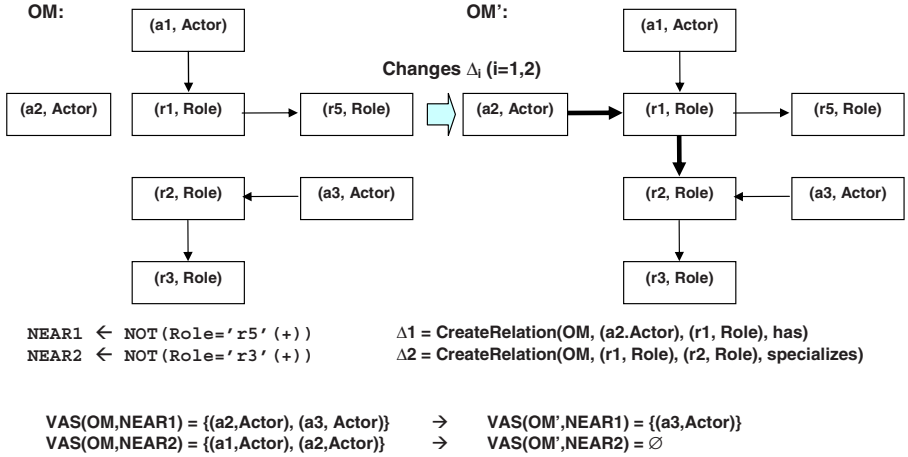 OM:
OM’:
(a1, Actor)
(a1, Actor)
Changes Δi (i=1,2)
(a2, Actor)
(r1, Role)
(r5, Role)
(a2, Actor)
(r1, Role)
(r5, Role)
(r2, Role)
(a3, Actor)
(r2, Role)
(a3, Actor)
(r3, Role)
(r3, Role)
NEAR1 ← NOT(Role=’r5’(+))
Δ1 = CreateRelation(OM, (a2.Actor), (r1, Role), has)
NEAR2 ← NOT(Role=’r3’(+))
Δ2 = CreateRelation(OM, (r1, Role), (r2, Role), specializes)
VAS(OM,NEAR1) = {(a2,Actor), (a3, Actor)} → VAS(OM’,NEAR1) = {(a3,Actor)}
VAS(OM,NEAR2) = {(a1,Actor), (a2,Actor)} → VAS(OM’,NEAR2) = ∅